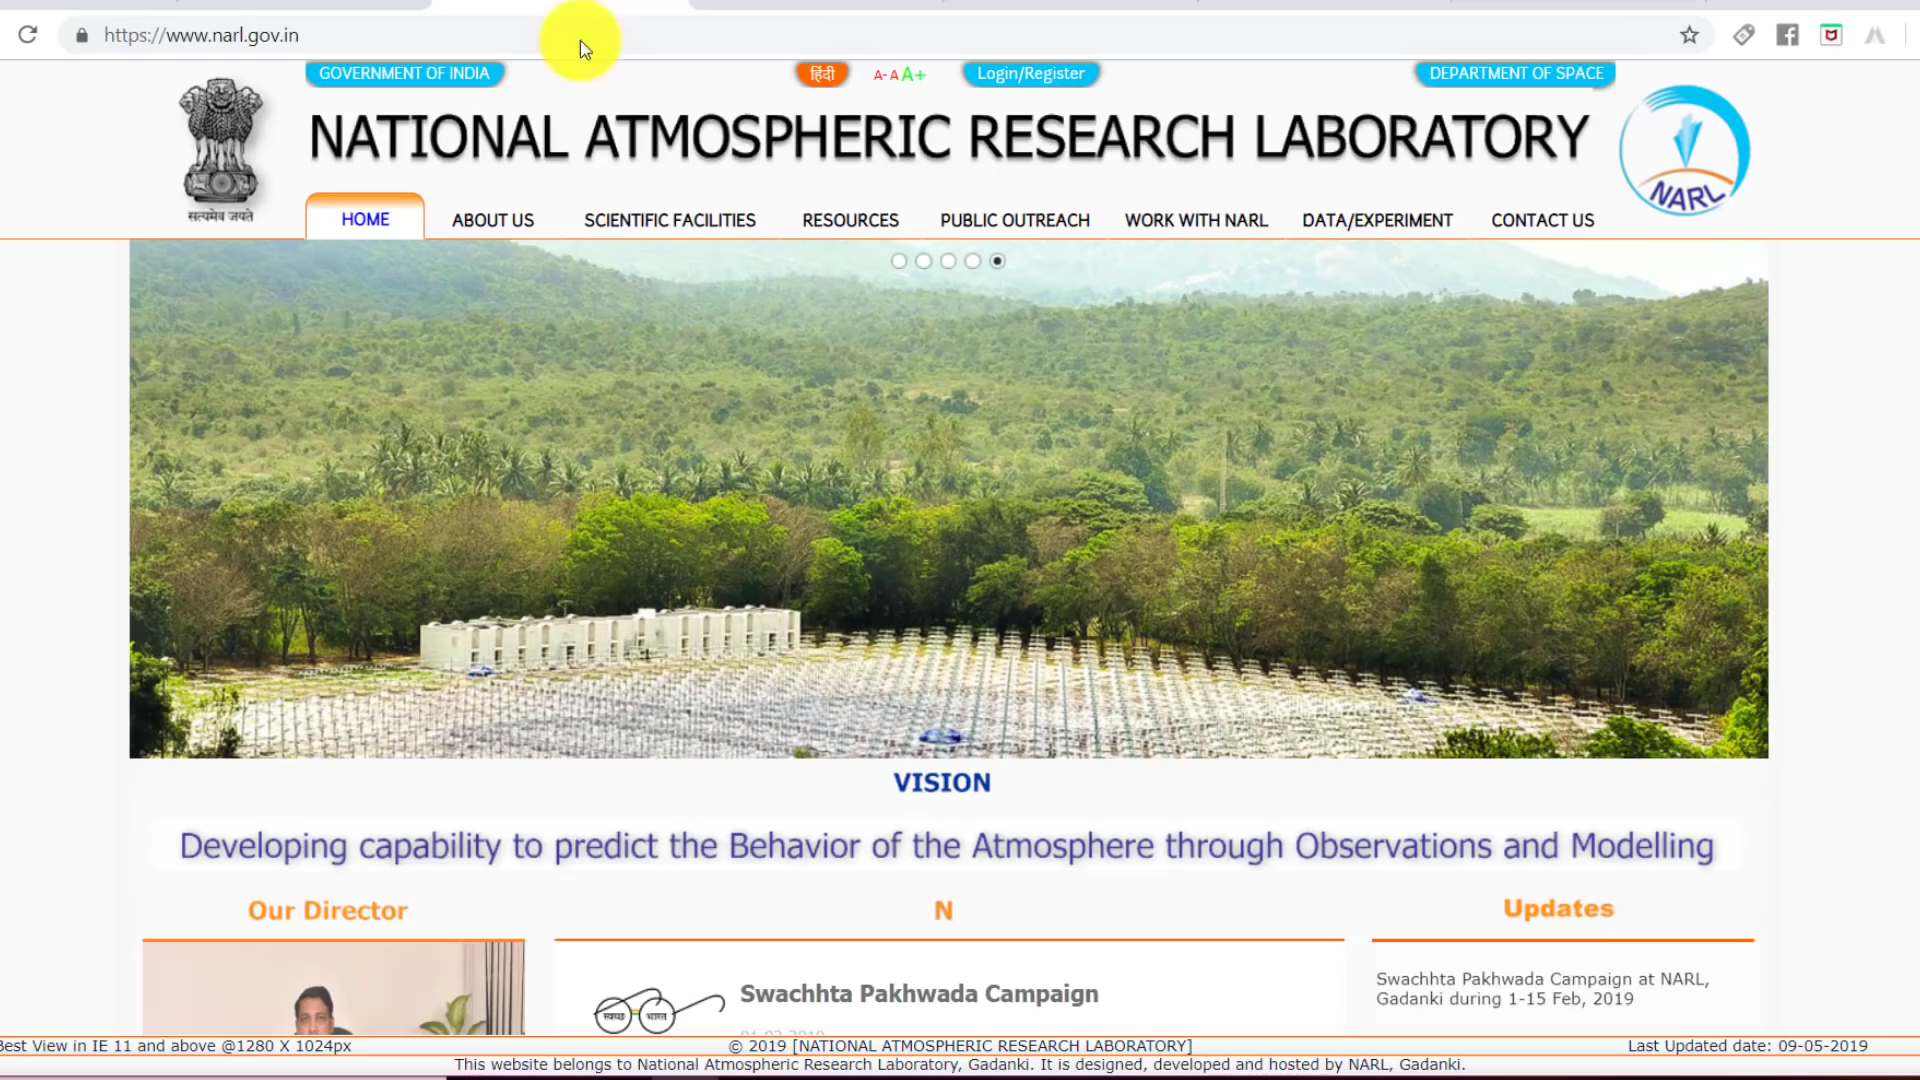 https://www.narl.gov.in
GOVERNMENT OF INDIA
हिंदी
A- A A+
Login/Register
DEPARTMENT OF SPACE
NATIONAL ATMOSPHERIC RESEARCH LABORATORY
सत्यमेव जयते
NARL
HOME
ABOUT US
SCIENTIFIC FACILITIES
RESOURCES
PUBLIC OUTREACH
WORK WITH NARL
DATA/EXPERIMENT
CONTACT US
VISION
Developing capability to predict the Behavior of the Atmosphere through Observations and Modelling
Our Director
N
Updates
स्वच्छ भारत
Swachhta Pakhwada Campaign
Swachhta Pakhwada Campaign at NARL,
Gadanki during 1-15 Feb, 2019
Best View in IE 11 and above @1280 X 1024px
© 2019 [NATIONAL ATMOSPHERIC RESEARCH LABORATORY]
Last Updated date: 09-05-2019
This website belongs to National Atmospheric Research Laboratory, Gadanki. It is designed, developed and hosted by NARL, Gadanki.